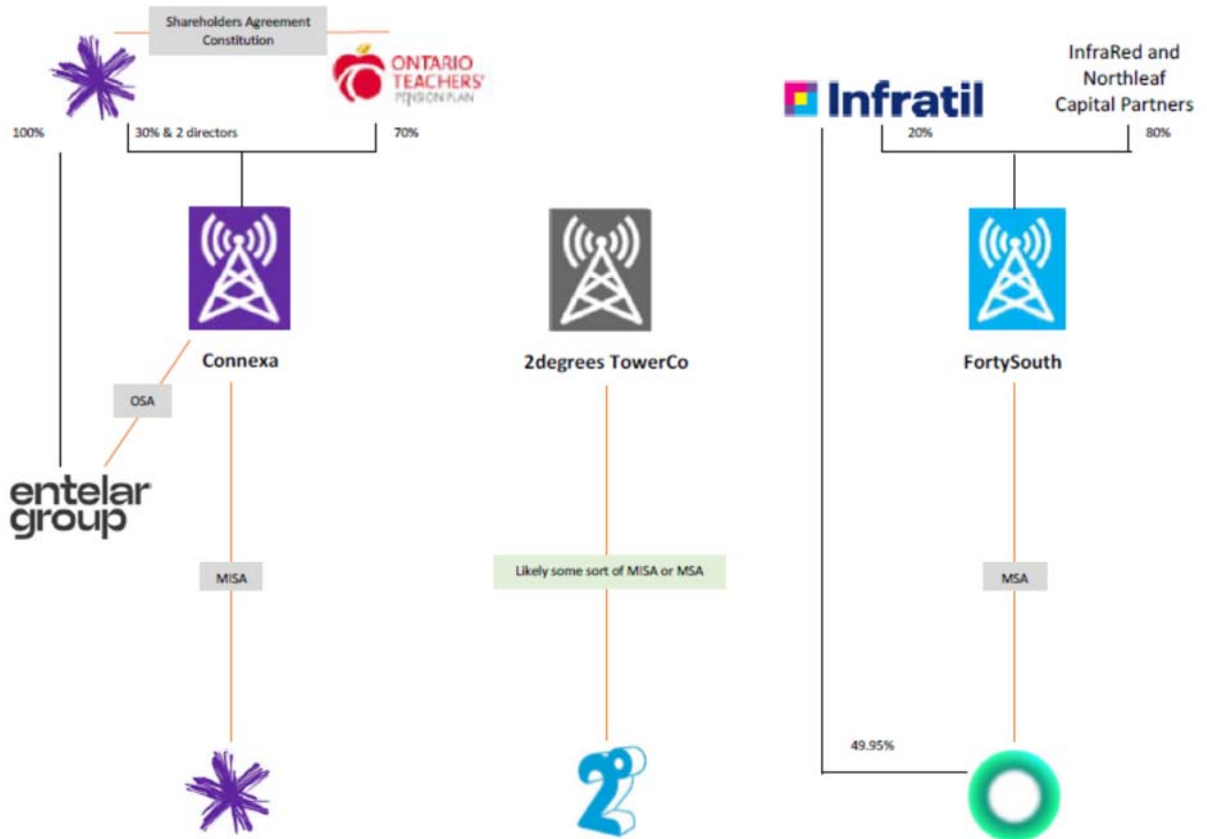 Shareholders Agreement
Constitution
ONTARIO
TEACHERS'
PENSION PLAN
Infratil
InfraRed and
Northleaf
Capital Partners
100%
30% & 2 directors
70%
20%
80%
Connexa
2degrees TowerCo
FortySouth
OSA
entelar
group
MISA
Likely some sort of MISA or MSA
MSA
49.95%
2°